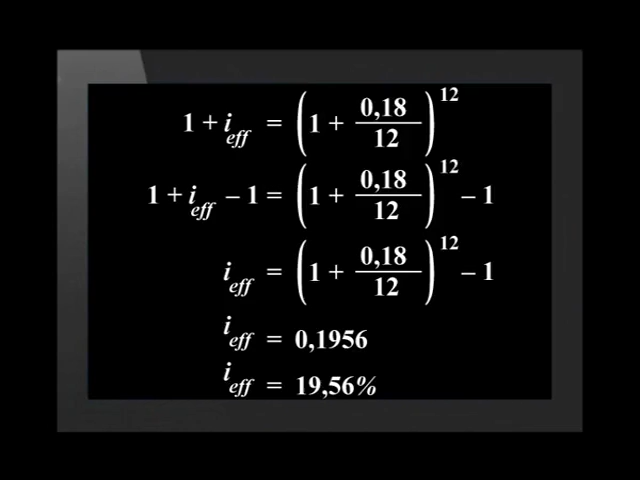 1 + i_eff = (1 + 0,18/12)^12
1 + i_eff – 1 = (1 + 0,18/12)^12 – 1
i_eff = (1 + 0,18/12)^12 – 1
i_eff = 0,1956
i_eff = 19,56%